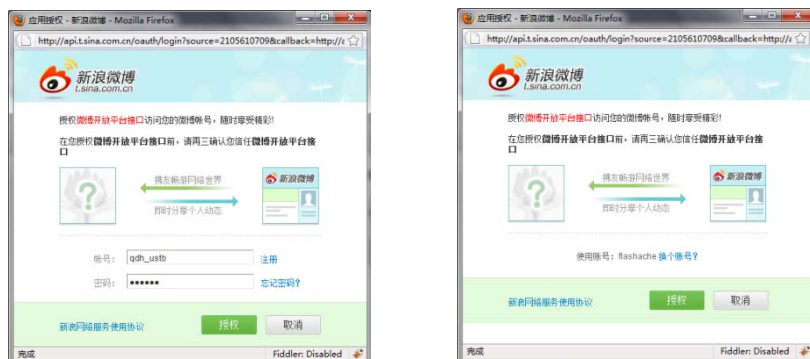 应用授权 - 新浪微博 - Mozilla Firefox
http://api.t.sina.com.cn/oauth/login?source=2105610709&callback=http://
新浪微博
t.sina.com.cn
授权微博开放平台接口访问您的微博帐号，随时享受精彩!
在您授权微博开放平台接口前，请再三确认您信任微博开放平台接
口
携友畅游网络世界
新浪微博
即时分享个人动态
帐号： qdh_ustb 注册
密码： •••••• 忘记密码?
新浪网络服务使用协议 授权 取消
完成 Fiddler: Disabled
应用授权 - 新浪微博 - Mozilla Firefox
http://api.t.sina.com.cn/oauth/login?source=2105610709&callback=http://
新浪微博
t.sina.com.cn
授权微博开放平台接口访问您的微博帐号，随时享受精彩!
在您授权微博开放平台接口前，请再三确认您信任微博开放平台接
口
携友畅游网络世界
新浪微博
即时分享个人动态
使用账号：flashache 换个账号?
新浪网络服务使用协议 授权 取消
完成 Fiddler: Disabled